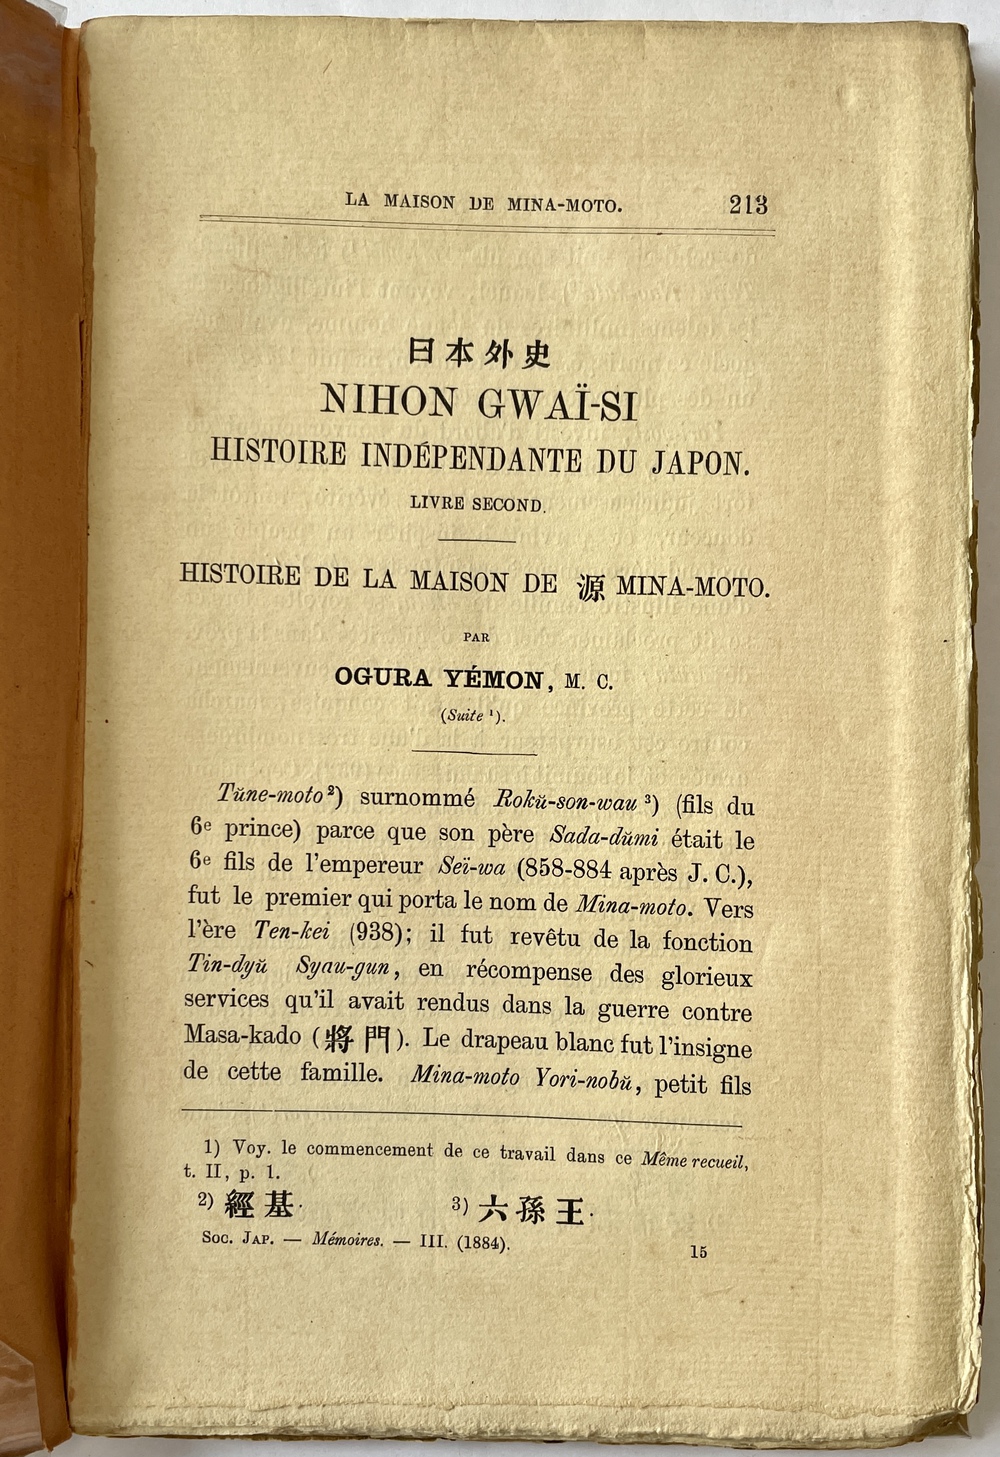 LA MAISON DE MINA-MOTO. 213
日本外史
NIHON GWAÏ-SI
HISTOIRE INDÉPENDANTE DU JAPON.
LIVRE SECOND.
HISTOIRE DE LA MAISON DE 源 MINA-MOTO.
PAR
OGURA YÉMON, M. C.
(Suite ¹).
Tŭne-moto ²) surnommé Rokŭ-son-wau ³) (fils du
6e prince) parce que son père Sada-dŭmi était le
6e fils de l'empereur Seï-wa (858-884 après J. C.),
fut le premier qui porta le nom de Mina-moto. Vers
l'ère Ten-kei (938); il fut revêtu de la fonction
Tin-dyŭ Syau-gun, en récompense des glorieux
services qu'il avait rendus dans la guerre contre
Masa-kado (將門). Le drapeau blanc fut l'insigne
de cette famille. Mina-moto Yori-nobŭ, petit fils
1) Voy. le commencement de ce travail dans ce Même recueil,
t. II, p. 1.
2) 經基. 3) 六孫王.
Soc. Jap. — Mémoires. — III. (1884). 15